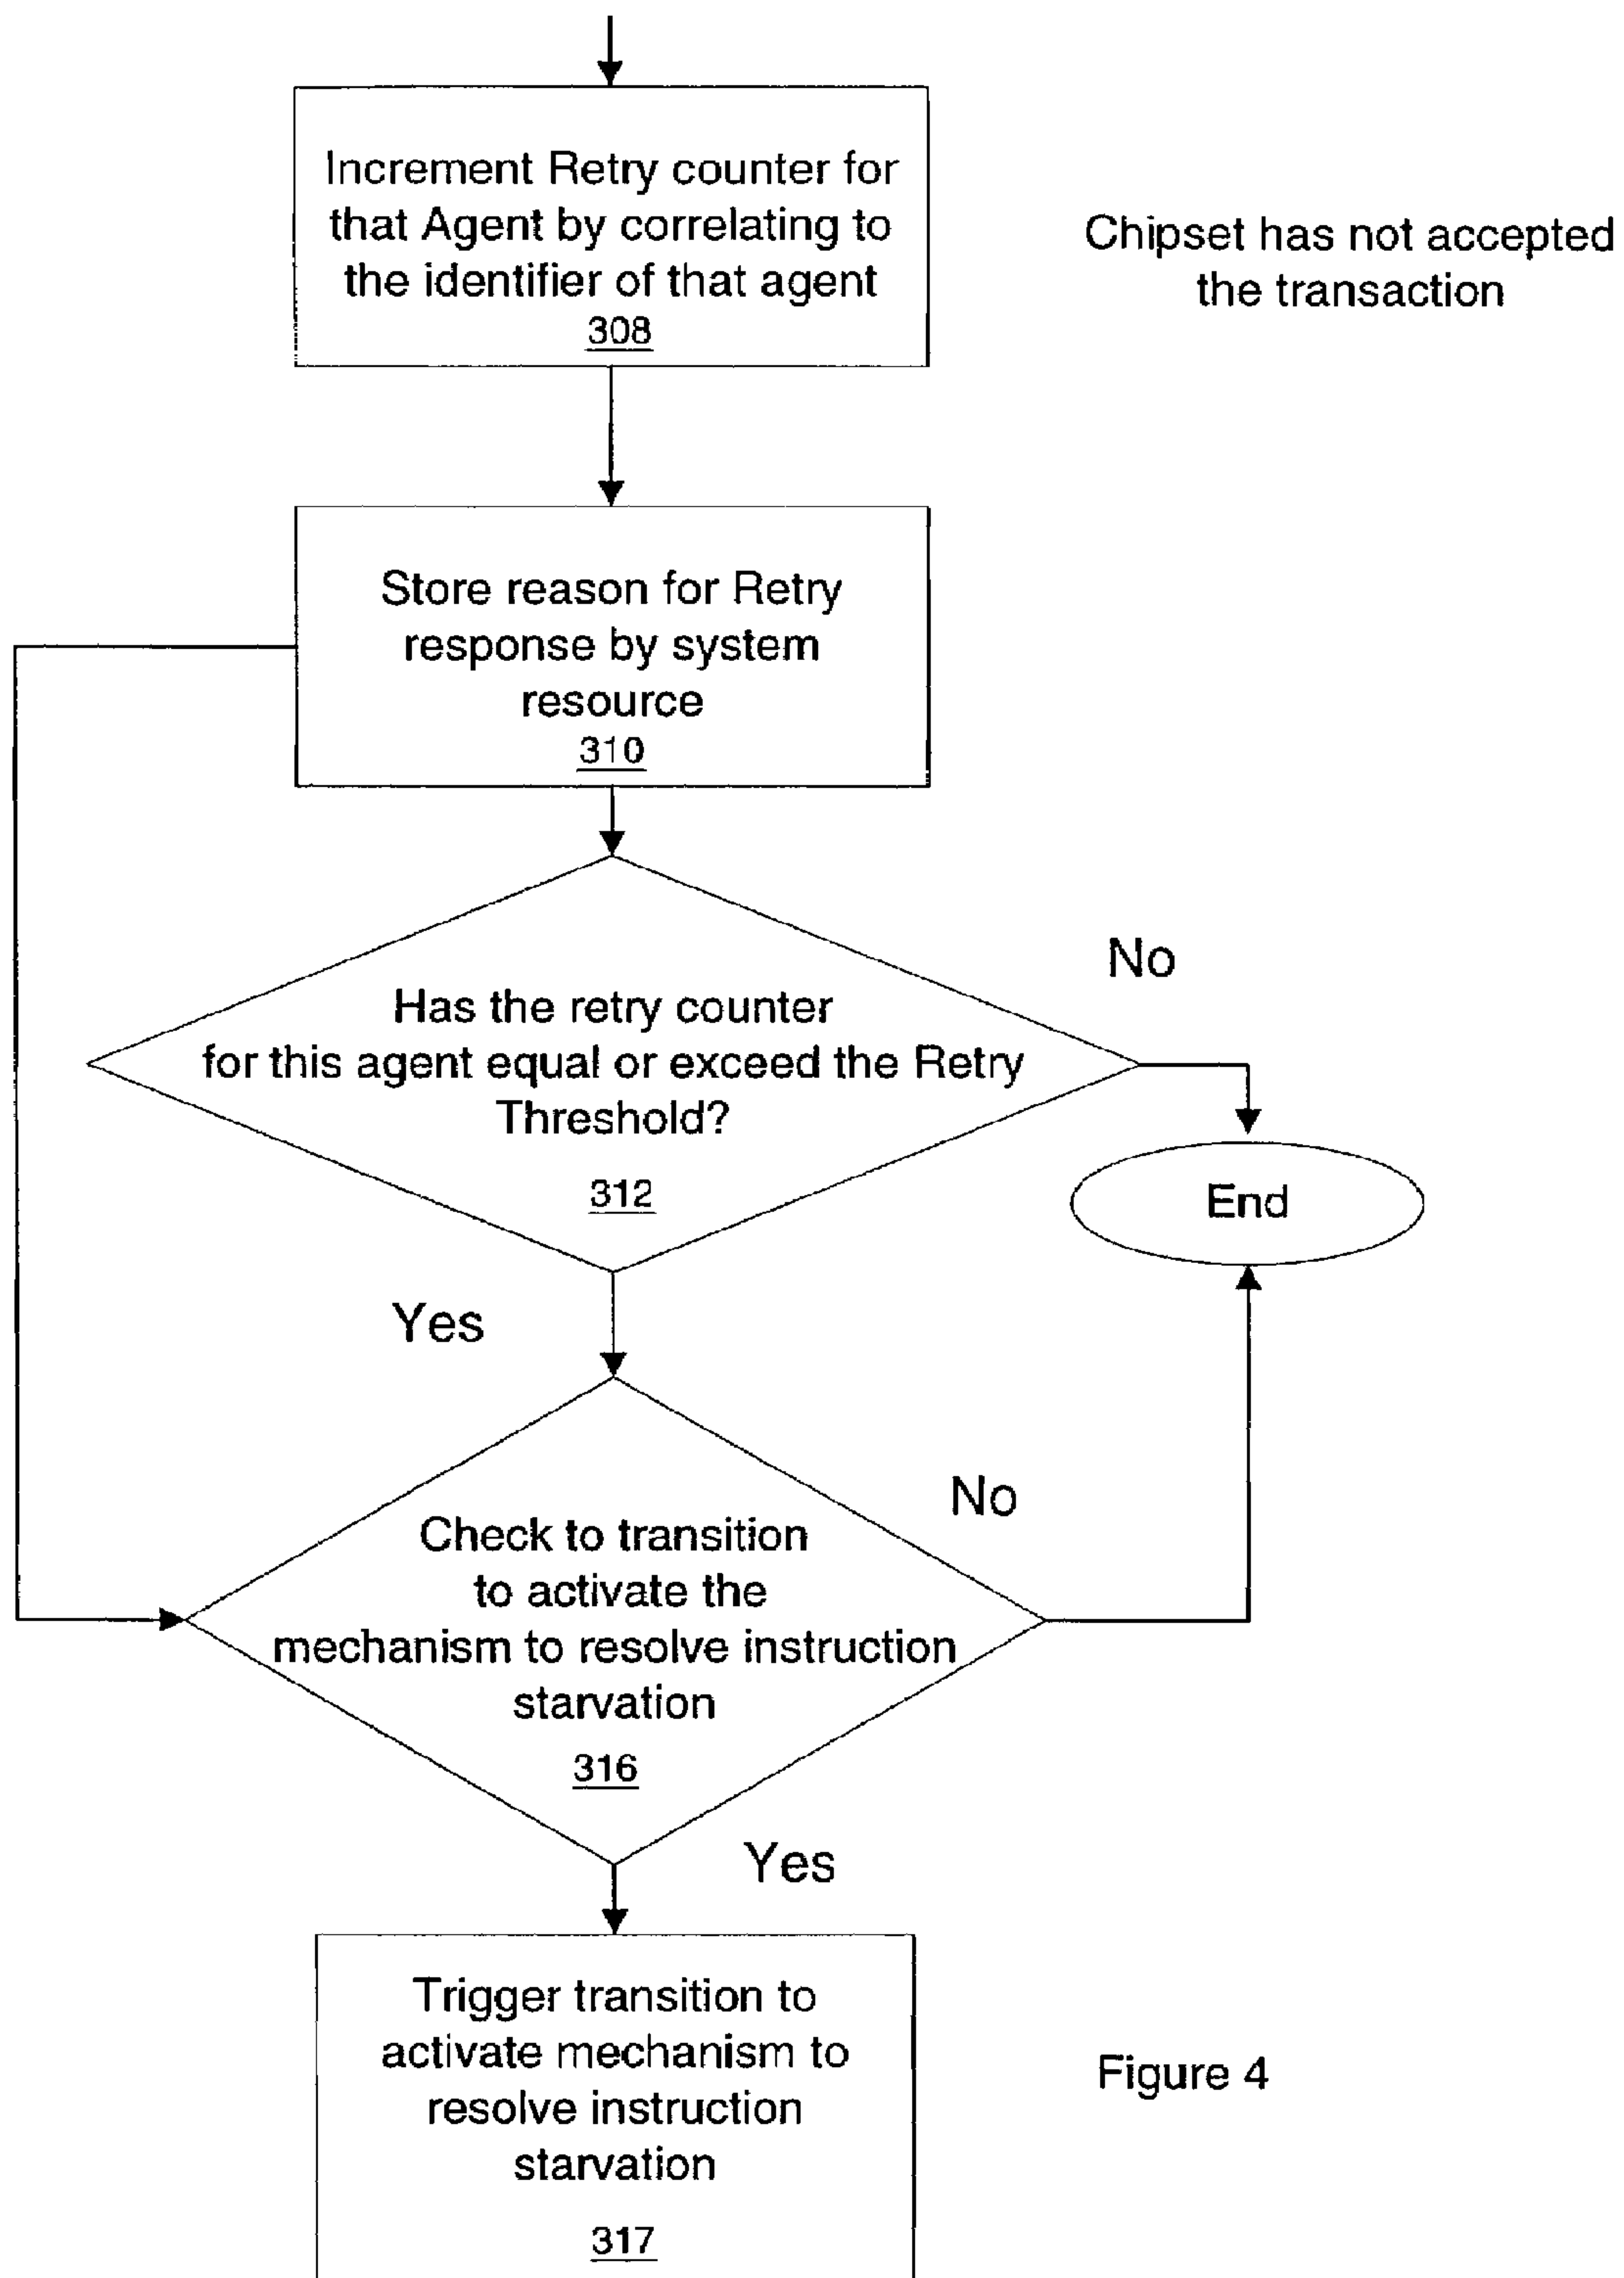 Increment Retry counter for
that Agent by correlating to
the identifier of that agent
308
Chipset has not accepted
the transaction
Store reason for Retry
response by system
resource
310
Has the retry counter
for this agent equal or exceed the Retry
Threshold?
312
No
End
Yes
Check to transition
to activate the
mechanism to resolve instruction
starvation
316
No
Yes
Trigger transition to
activate mechanism to
resolve instruction
starvation
317
Figure 4